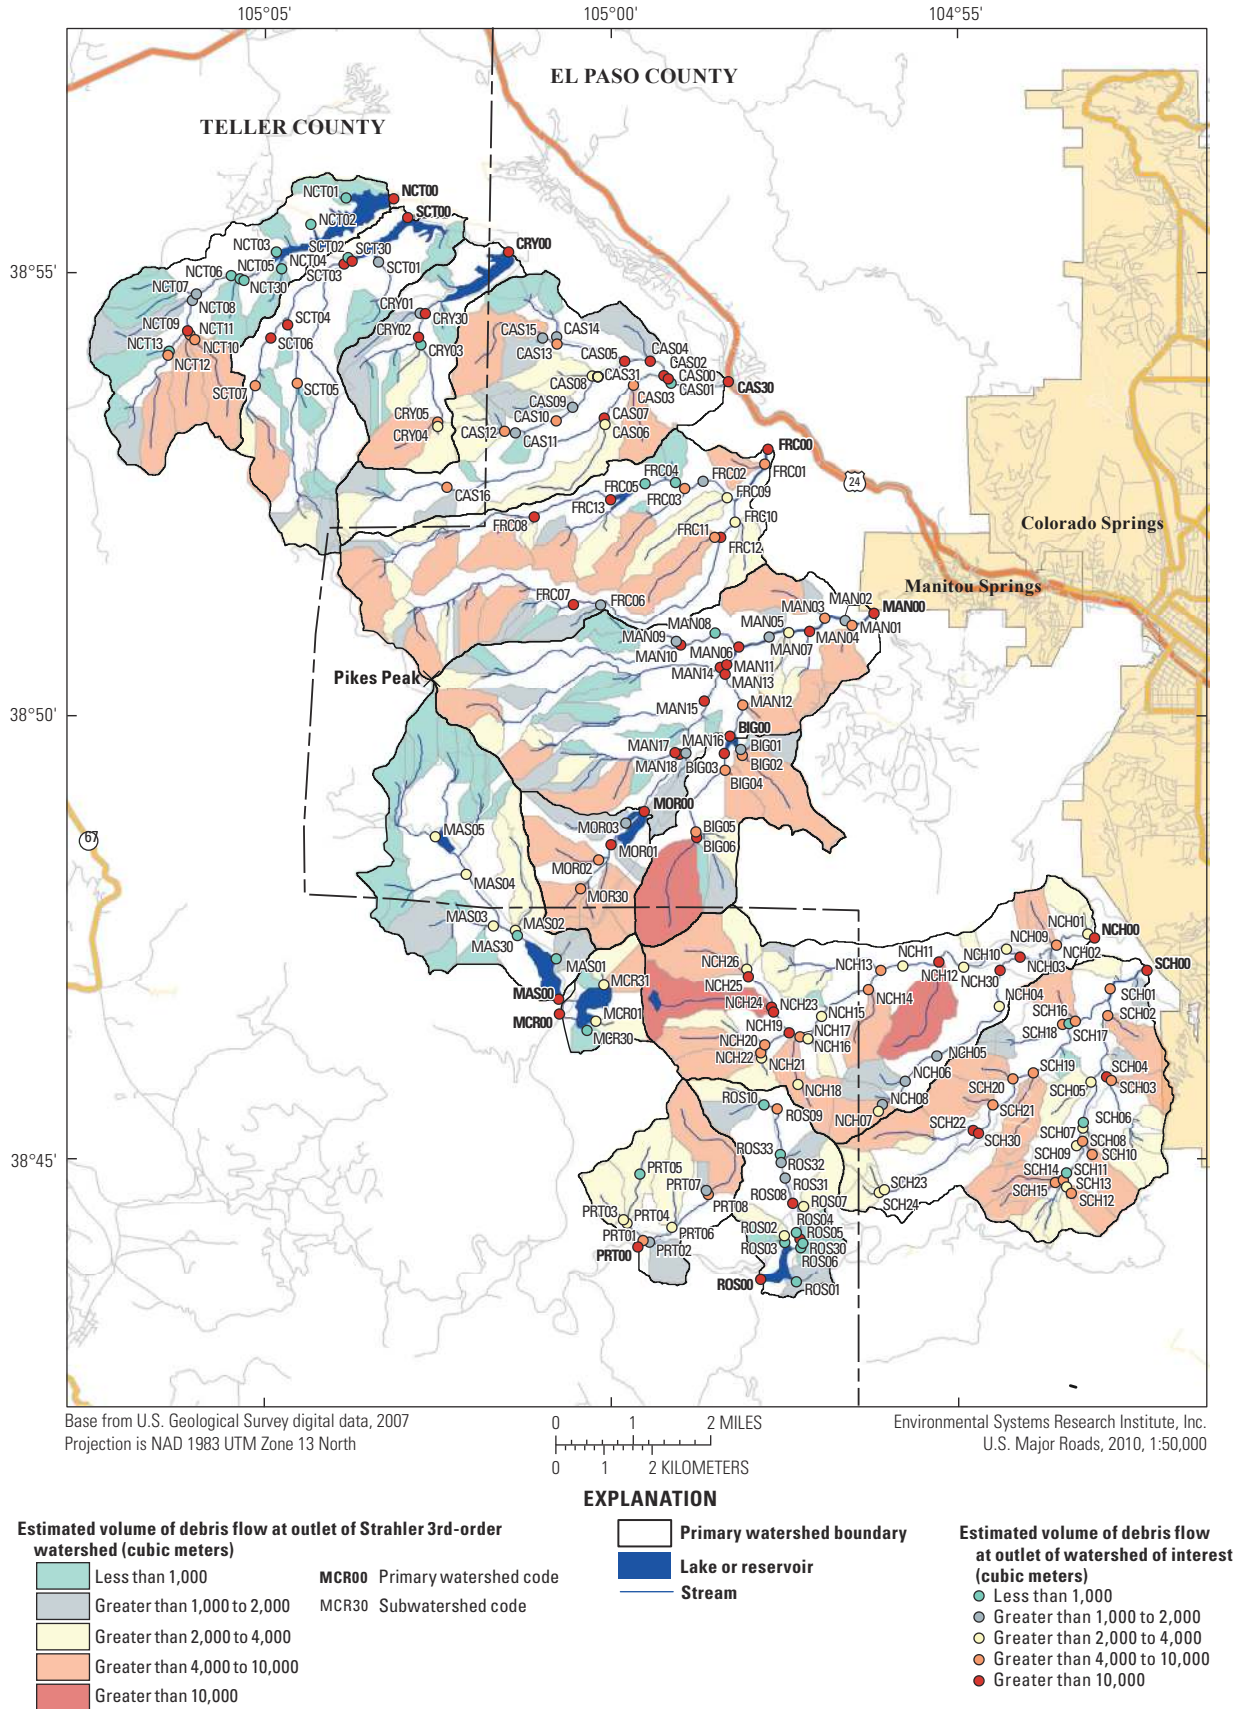 105°05' 105°00' 104°55'
EL PASO COUNTY
TELLER COUNTY
NCT01 NCT00
SCT00
NCT02
NCT03 SCT02 SCT30 CRY00
38°55'
NCT06 NCT05 NCT04 SCT03 SCT01
NCT07 NCT30
NCT08
CRY01 CRY30
NCT09 NCT11 SCT04
NCT10 CRY02 CAS15 CAS14
NCT13 SCT06 CRY03 CAS13 CAS05 CAS04
NCT12 CAS02
CAS08 CAS31 CAS00
SCT07 SCT05 CAS01 CAS30
CAS09 CAS03
CRY05 CAS10 CAS07
CRY04 CAS12 CAS11 CAS06
FRC00
FRC04 FRC02 FRC01
CAS16 FRC05 24
FRC13 FRC03 FRC09
FRC08 FRC10
FRC11 Colorado Springs
FRC12
Manitou Springs
FRC07 FRC06 MAN03 MAN02 MAN00
MAN08 MAN05
MAN09 MAN04 MAN01
MAN10 MAN06 MAN07
MAN11
Pikes Peak MAN14 MAN13
38°50' MAN15 MAN12
BIG00
MAN17 MAN16 BIG01
MAN18 BIG03 BIG02
BIG04
MOR00
67 MAS05 MOR03 BIG05
MOR01 BIG06
MOR02
MAS04 MOR30
MAS03 MAS02 NCH01 NCH00
MAS30 NCH09
NCH11 NCH10 NCH02
MAS01 NCH26 NCH13 NCH03 SCH00
MCR31 NCH25 NCH12 NCH30
MAS00 NCH24 NCH23 NCH14 NCH04 SCH01
MCR00 MCR01 NCH15 SCH16 SCH02
MCR30 NCH19 NCH17 SCH18 SCH17
NCH20 NCH16
NCH22 NCH21 NCH05
NCH06 SCH19 SCH04
NCH18 SCH20 SCH05 SCH03
ROS10 NCH08 SCH21
ROS09 NCH07 SCH06
SCH22 SCH07
38°45' ROS33 SCH30 SCH09 SCH08
PRT05 ROS32 SCH10
PRT07 ROS31 SCH14 SCH11
SCH23 SCH15 SCH13
PRT03 PRT04 PRT08 ROS08 ROS07 SCH24 SCH12
PRT01 PRT06 ROS02 ROS04
ROS05
PRT00 PRT02 ROS03 ROS30
ROS06
ROS00 ROS01
Base from U.S. Geological Survey digital data, 2007
Projection is NAD 1983 UTM Zone 13 North
0 1 2 MILES
0 1 2 KILOMETERS
Environmental Systems Research Institute, Inc.
U.S. Major Roads, 2010, 1:50,000
EXPLANATION
Estimated volume of debris flow at outlet of Strahler 3rd-order
watershed (cubic meters)
Less than 1,000
Greater than 1,000 to 2,000
Greater than 2,000 to 4,000
Greater than 4,000 to 10,000
Greater than 10,000
MCR00 Primary watershed code
MCR30 Subwatershed code
Primary watershed boundary
Lake or reservoir
Stream
Estimated volume of debris flow
at outlet of watershed of interest
(cubic meters)
Less than 1,000
Greater than 1,000 to 2,000
Greater than 2,000 to 4,000
Greater than 4,000 to 10,000
Greater than 10,000